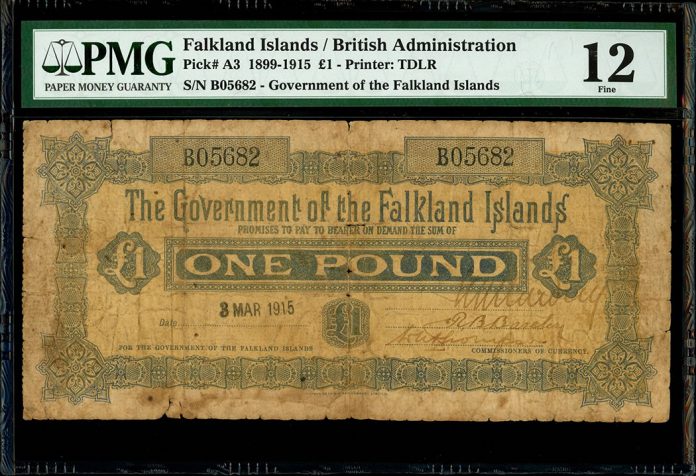 PMG
PAPER MONEY GUARANTY
Falkland Islands / British Administration
Pick# A3 1899-1915 £1 - Printer: TDLR
S/N B05682 - Government of the Falkland Islands
12
Fine
B05682 B05682
The Government of the Falkland Islands
PROMISES TO PAY TO BEARER ON DEMAND THE SUM OF
£1 ONE POUND £1
3 MAR 1915
Date
£1
FOR THE GOVERNMENT OF THE FALKLAND ISLANDS
COMMISSIONERS OF CURRENCY.